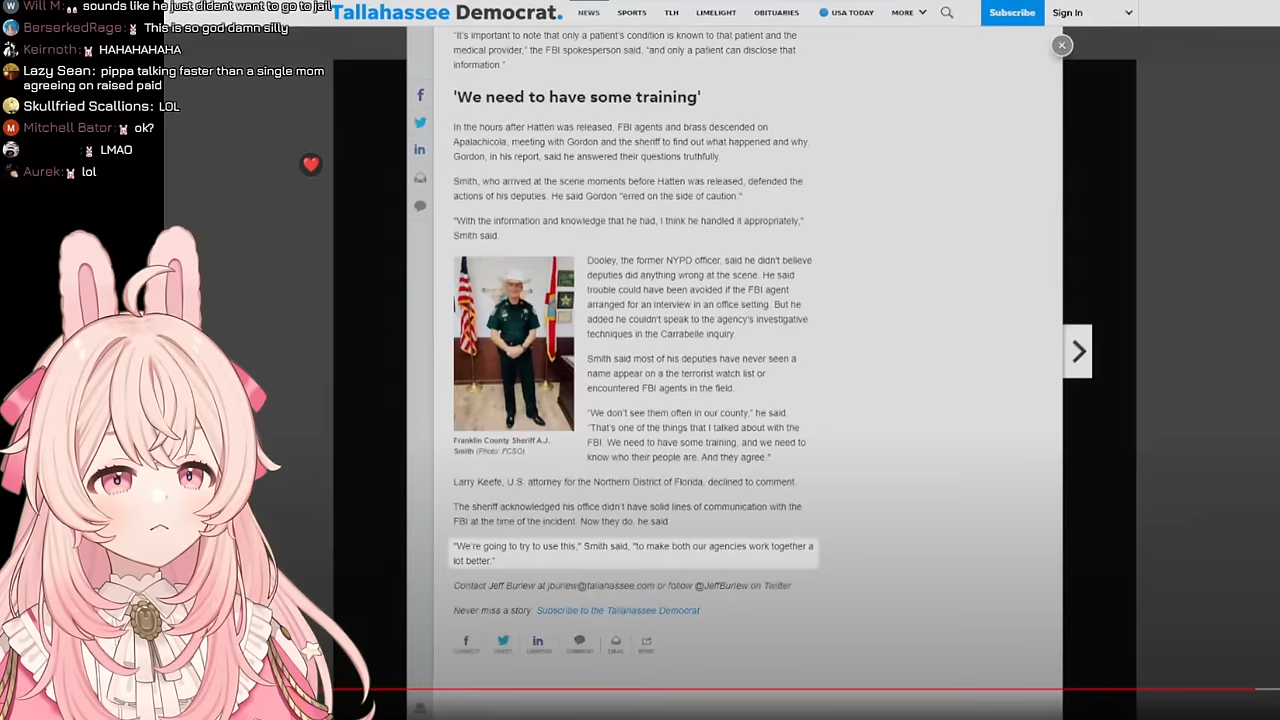 Will M: sounds like he just dident want to go to jail
BerserkedRage: This is so god damn silly
Keirnoth: HAHAHAHAHA
Lazy Sean: pippa talking faster than a single mom
agreeing on raised paid
Skullfried Scallions: LOL
Mitchell Bator: ok?
: LMAO
Aurek: lol
Tallahassee Democrat.
NEWS SPORTS TLH LIMELIGHT OBITUARIES USA TODAY MORE Subscribe Sign In
"It's important to note that only a patient's condition is known to that patient and the
medical provider," the FBI spokesperson said, "and only a patient can disclose that
information."
'We need to have some training'
In the hours after Hatten was released, FBI agents and brass descended on
Apalachicola, meeting with Gordon and the sheriff to find out what happened and why.
Gordon, in his report, said he answered their questions truthfully.
Smith, who arrived at the scene moments before Hatten was released, defended the
actions of his deputies. He said Gordon "erred on the side of caution."
"With the information and knowledge that he had, I think he handled it appropriately,"
Smith said.
Dooley, the former NYPD officer, said he didn't believe
deputies did anything wrong at the scene. He said
trouble could have been avoided if the FBI agent
arranged for an interview in an office setting. But he
added he couldn't speak to the agency's investigative
techniques in the Carrabelle inquiry.
Smith said most of his deputies have never seen a
name appear on a the terrorist watch list or
encountered FBI agents in the field.
"We don't see them often in our county," he said.
"That's one of the things that I talked about with the
FBI. We need to have some training, and we need to
know who their people are. And they agree."
Franklin County Sheriff A.J.
Smith (Photo: FCSO)
Larry Keefe, U.S. attorney for the Northern District of Florida, declined to comment.
The sheriff acknowledged his office didn't have solid lines of communication with the
FBI at the time of the incident. Now they do, he said.
"We're going to try to use this," Smith said, "to make both our agencies work together a
lot better."
Contact Jeff Burlew at jburlew@tallahassee.com or follow @JeffBurlew on Twitter.
Never miss a story: Subscribe to the Tallahassee Democrat